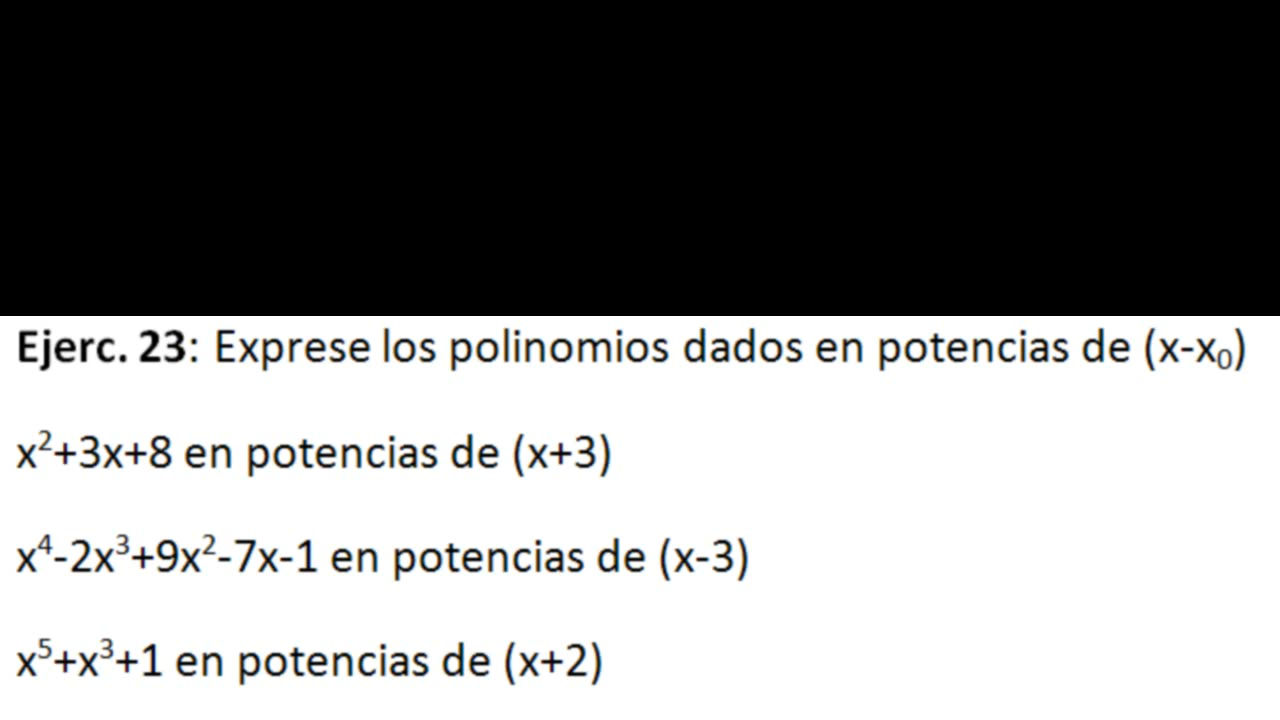 Ejerc. 23: Exprese los polinomios dados en potencias de (x-x₀)
x²+3x+8 en potencias de (x+3)
x⁴-2x³+9x²-7x-1 en potencias de (x-3)
x⁵+x³+1 en potencias de (x+2)